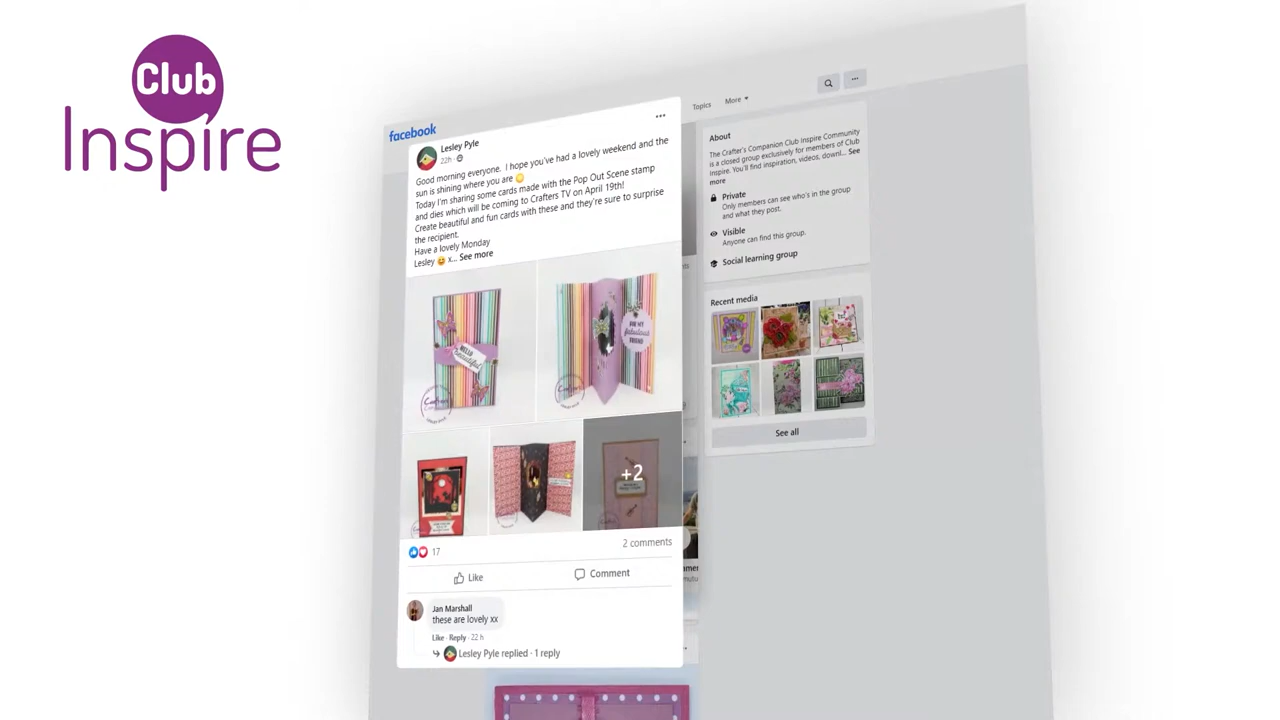 Club
Inspire
facebook
Lesley Pyle
22h ·
Good morning everyone. I hope you've had a lovely weekend and the
sun is shining where you are
Today I'm sharing some cards made with the Pop Out Scene stamp
and dies which will be coming to Crafters TV on April 19th!
Create beautiful and fun cards with these and they're sure to surprise
the recipient.
Have a lovely Monday
Lesley 😊 x... See more
HELLO
beautiful
FOR MY
fabulous
FRIEND
+2
17
2 comments
Like
Comment
Jan Marshall
these are lovely xx
Like · Reply · 22 h
Lesley Pyle replied · 1 reply
Topics
More
About
The Crafter's Companion Club Inspire Community
is a closed group exclusively for members of Club
Inspire. You'll find inspiration, videos, downl... See
more
Private
Only members can see who's in the group
and what they post.
Visible
Anyone can find this group.
Social learning group
Recent media
See all